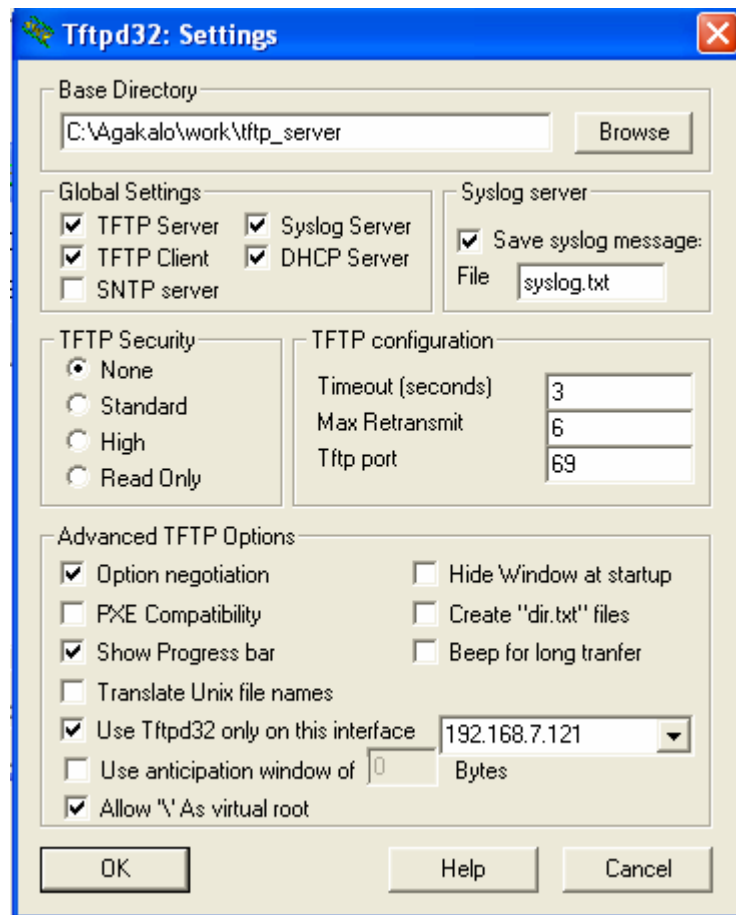 Tftpd32: Settings
Base Directory
C:\Agakalo\work\tftp_server
Browse
Global Settings
TFTP Server Syslog Server
TFTP Client DHCP Server
SNTP server
Syslog server
Save syslog message:
File syslog.txt
TFTP Security
None
Standard
High
Read Only
TFTP configuration
Timeout (seconds) 3
Max Retransmit 6
Tftp port 69
Advanced TFTP Options
Option negotiation Hide Window at startup
PXE Compatibility Create "dir.txt" files
Show Progress bar Beep for long tranfer
Translate Unix file names
Use Tftpd32 only on this interface 192.168.7.121
Use anticipation window of 0 Bytes
Allow '\' As virtual root
OK Help Cancel